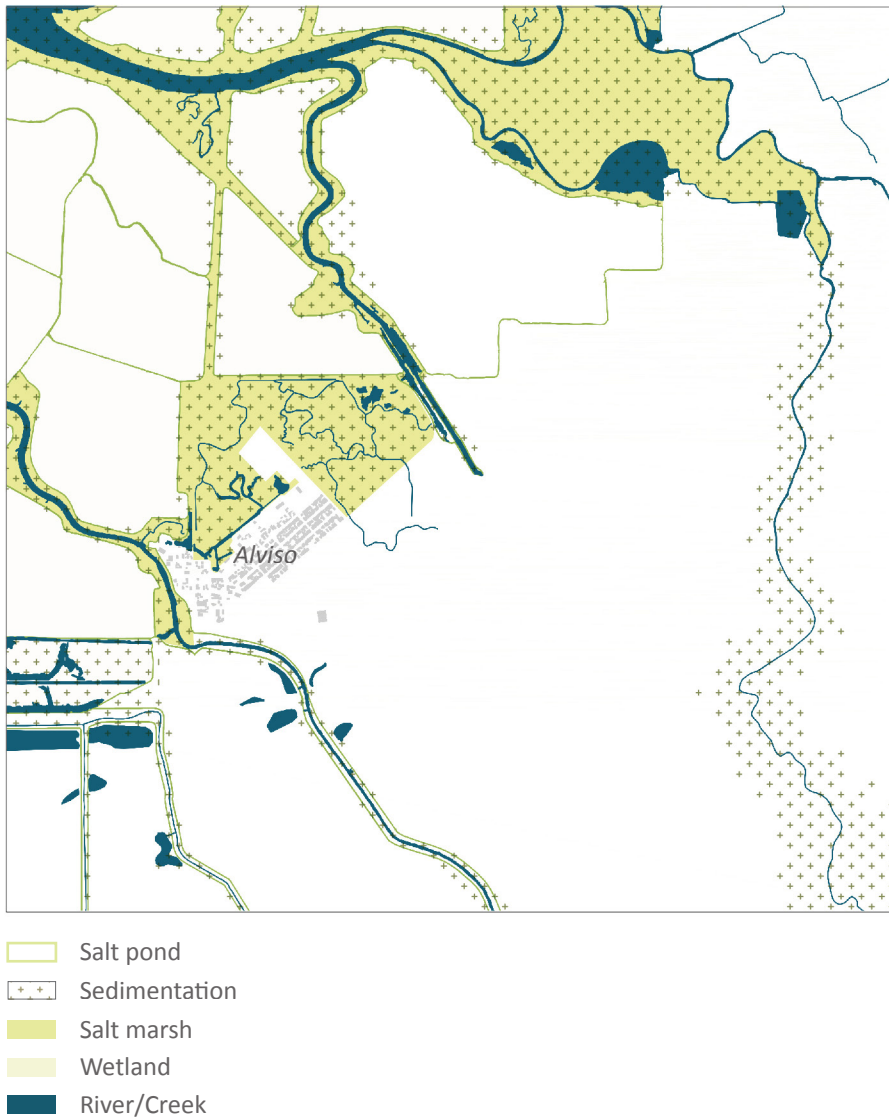 Alviso
Salt pond
Sedimentation
Salt marsh
Wetland
River/Creek